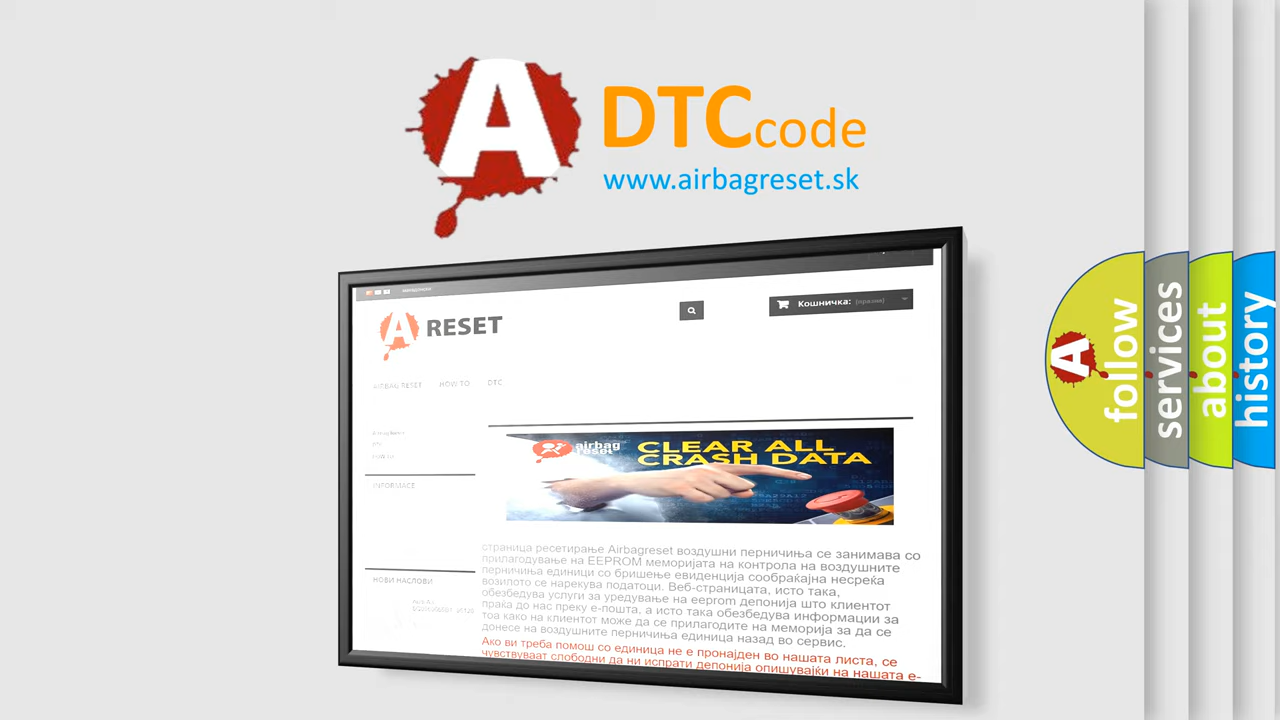 A
DTCcode
www.airbagreset.sk
A RESET
Кошничка: (празна)
AIRBAG RESET HOW TO DTC
INFORMACE
НОВИ НАСЛОВИ
airbag
reset
CLEAR ALL
CRASH DATA
страница ресетирање Airbagreset воздушни перничиња се занимава со
прилагодување на EEPROM меморијата на контрола на воздушните
перничиња единици со бришење евиденција сообраќајна несреќа
возилото се нарекува податоци. Веб-страницата, исто така,
обезбедува услуги за уредување на eeprom депонија што клиентот
праќа до нас преку е-пошта, а исто така обезбедува информации за
тоа како на клиентот може да се прилагодите на меморија за да се
донесе на воздушните перничиња единица назад во сервис.
Ако ви треба помош со единица не е пронајден во нашата листа, се
чувствуваат слободни да ни испрати депонија опишувајќи на нашата е-
A
follow
services
about
history